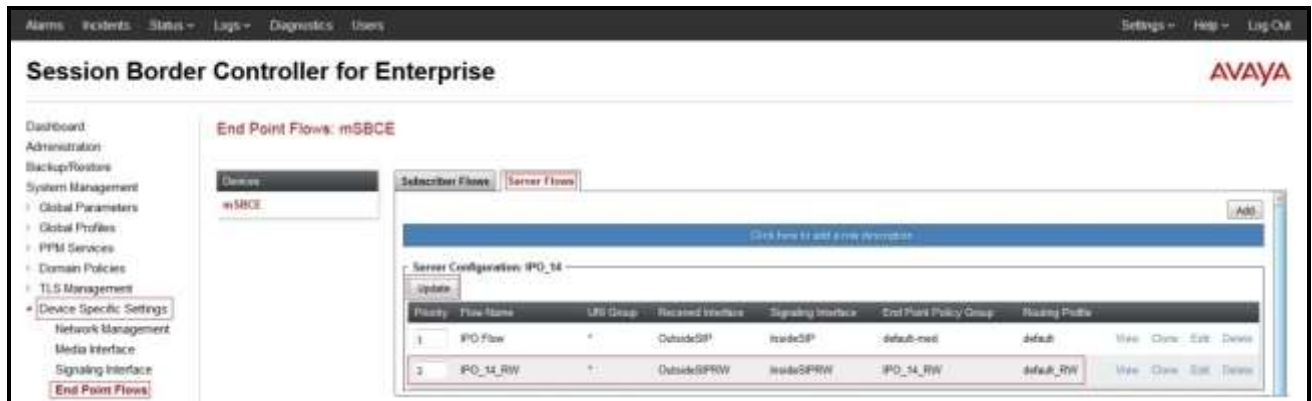 Alarms Incidents Status Logs Diagnostics Users Settings Help Log Out
Session Border Controller for Enterprise
AVAYA
Dashboard
Administration
Backup/Restore
System Management
Global Parameters
Global Profiles
PPM Services
Domain Policies
TLS Management
Device Specific Settings
Network Management
Media Interface
Signaling Interface
End Point Flows
End Point Flows: mSBCE
Devices
mSBCE
Subscriber Flows Server Flows
Add
Click here to add a row description
Server Configuration: IPO_14
Update
Priority Flow Name URI Group Received Interface Signaling Interface End Point Policy Group Routing Profile
IPO Flow * OutsideSIP InsideSIP default-med default View Clone Edit Delete
2 IPO_14_RW * OutsideSIPRW InsideSIPRW IPO_14_RW default_RW View Clone Edit Delete